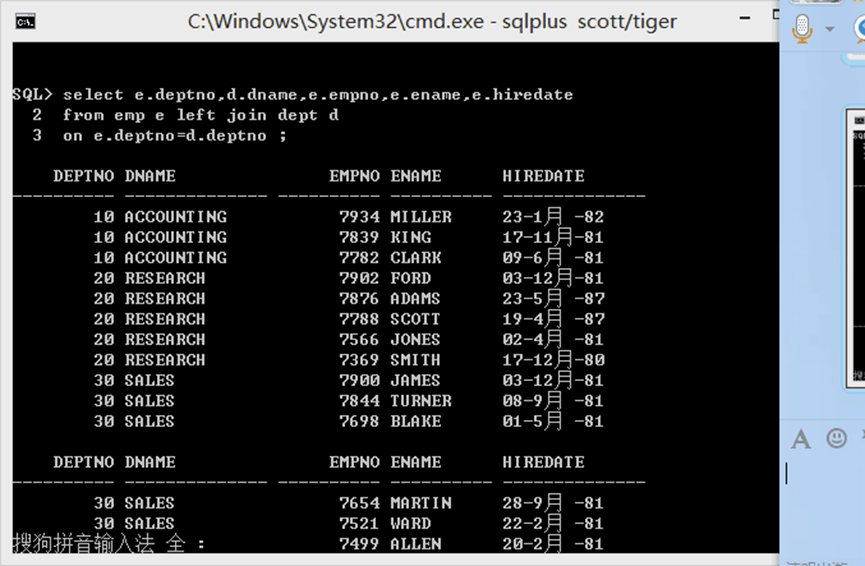 C:\Windows\System32\cmd.exe - sqlplus scott/tiger
SQL> select e.deptno,d.dname,e.empno,e.ename,e.hiredate
2 from emp e left join dept d
3 on e.deptno=d.deptno ;
DEPTNO DNAME EMPNO ENAME HIREDATE
---------- -------------- ---------- ---------- --------------
10 ACCOUNTING 7934 MILLER 23-1月 -82
10 ACCOUNTING 7839 KING 17-11月-81
10 ACCOUNTING 7782 CLARK 09-6月 -81
20 RESEARCH 7902 FORD 03-12月-81
20 RESEARCH 7876 ADAMS 23-5月 -87
20 RESEARCH 7788 SCOTT 19-4月 -87
20 RESEARCH 7566 JONES 02-4月 -81
20 RESEARCH 7369 SMITH 17-12月-80
30 SALES 7900 JAMES 03-12月-81
30 SALES 7844 TURNER 08-9月 -81
30 SALES 7698 BLAKE 01-5月 -81
DEPTNO DNAME EMPNO ENAME HIREDATE
---------- -------------- ---------- ---------- --------------
30 SALES 7654 MARTIN 28-9月 -81
30 SALES 7521 WARD 22-2月 -81
搜狗拼音输入法 全 : 7499 ALLEN 20-2月 -81
A